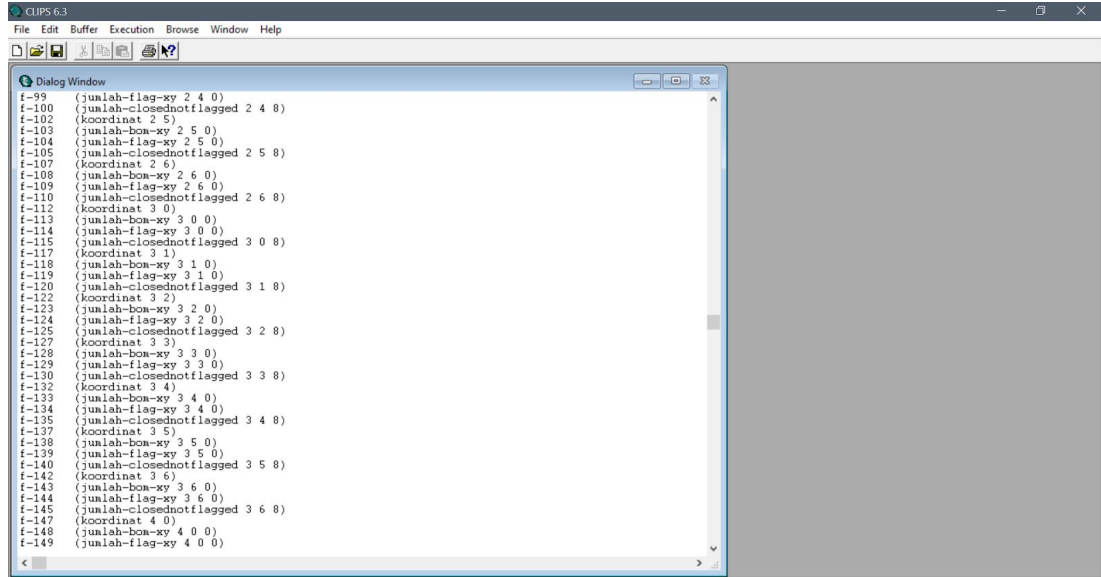 CLIPS 6.3
File Edit Buffer Execution Browse Window Help
Dialog Window
f-99 (jumlah-flag-xy 2 4 0)
f-100 (jumlah-closednotflagged 2 4 8)
f-102 (koordinat 2 5)
f-103 (jumlah-bom-xy 2 5 0)
f-104 (jumlah-flag-xy 2 5 0)
f-105 (jumlah-closednotflagged 2 5 8)
f-107 (koordinat 2 6)
f-108 (jumlah-bom-xy 2 6 0)
f-109 (jumlah-flag-xy 2 6 0)
f-110 (jumlah-closednotflagged 2 6 8)
f-112 (koordinat 3 0)
f-113 (jumlah-bom-xy 3 0 0)
f-114 (jumlah-flag-xy 3 0 0)
f-115 (jumlah-closednotflagged 3 0 8)
f-117 (koordinat 3 1)
f-118 (jumlah-bom-xy 3 1 0)
f-119 (jumlah-flag-xy 3 1 0)
f-120 (jumlah-closednotflagged 3 1 8)
f-122 (koordinat 3 2)
f-123 (jumlah-bom-xy 3 2 0)
f-124 (jumlah-flag-xy 3 2 0)
f-125 (jumlah-closednotflagged 3 2 8)
f-127 (koordinat 3 3)
f-128 (jumlah-bom-xy 3 3 0)
f-129 (jumlah-flag-xy 3 3 0)
f-130 (jumlah-closednotflagged 3 3 8)
f-132 (koordinat 3 4)
f-133 (jumlah-bom-xy 3 4 0)
f-134 (jumlah-flag-xy 3 4 0)
f-135 (jumlah-closednotflagged 3 4 8)
f-137 (koordinat 3 5)
f-138 (jumlah-bom-xy 3 5 0)
f-139 (jumlah-flag-xy 3 5 0)
f-140 (jumlah-closednotflagged 3 5 8)
f-142 (koordinat 3 6)
f-143 (jumlah-bom-xy 3 6 0)
f-144 (jumlah-flag-xy 3 6 0)
f-145 (jumlah-closednotflagged 3 6 8)
f-147 (koordinat 4 0)
f-148 (jumlah-bom-xy 4 0 0)
f-149 (jumlah-flag-xy 4 0 0)